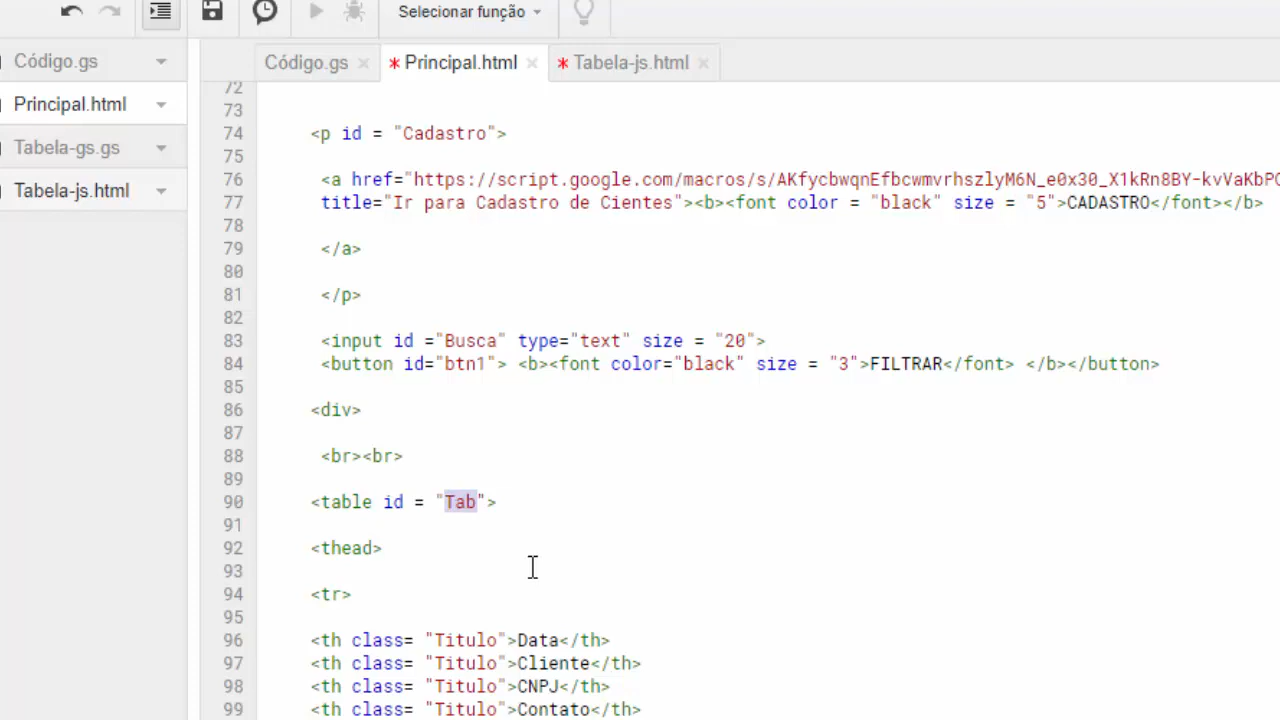 Selecionar função
Código.gs
Principal.html
Tabela-gs.gs
Tabela-js.html
Código.gs ×
* Principal.html ×
* Tabela-js.html ×
72
73
74 <p id = "Cadastro">
75
76 <a href="https://script.google.com/macros/s/AKfycbwqnEfbcwmvrhszlyM6N_e0x30_X1kRn8BY-kvVaKbP
77 title="Ir para Cadastro de Cientes"><b><font color = "black" size = "5">CADASTRO</font></b>
78
79 </a>
80
81 </p>
82
83 <input id ="Busca" type="text" size = "20">
84 <button id="btn1"> <b><font color="black" size = "3">FILTRAR</font> </b></button>
85
86 <div>
87
88 <br><br>
89
90 <table id = "Tab">
91
92 <thead>
93
94 <tr>
95
96 <th class= "Titulo">Data</th>
97 <th class= "Titulo">Cliente</th>
98 <th class= "Titulo">CNPJ</th>
99 <th class= "Titulo">Contato</th>